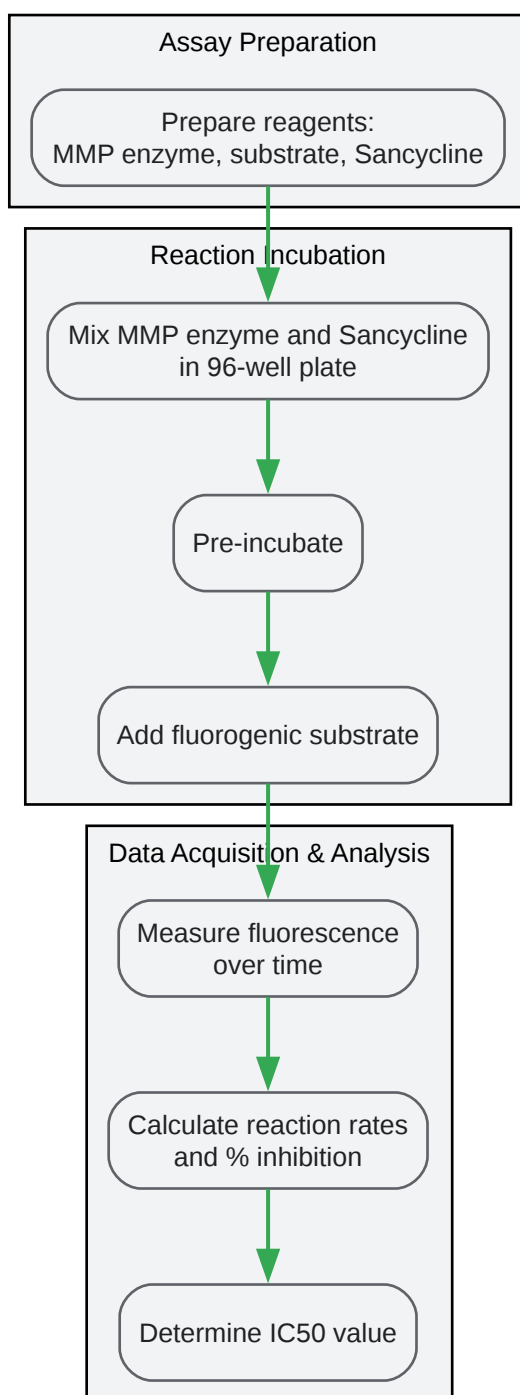 Assay Preparation
Prepare reagents:
MMP enzyme, substrate, Sancycline
Reaction Incubation
Mix MMP enzyme and Sancycline
in 96-well plate
Pre-incubate
Add fluorogenic substrate
Data Acquisition & Analysis
Measure fluorescence
over time
Calculate reaction rates
and % inhibition
Determine IC50 value